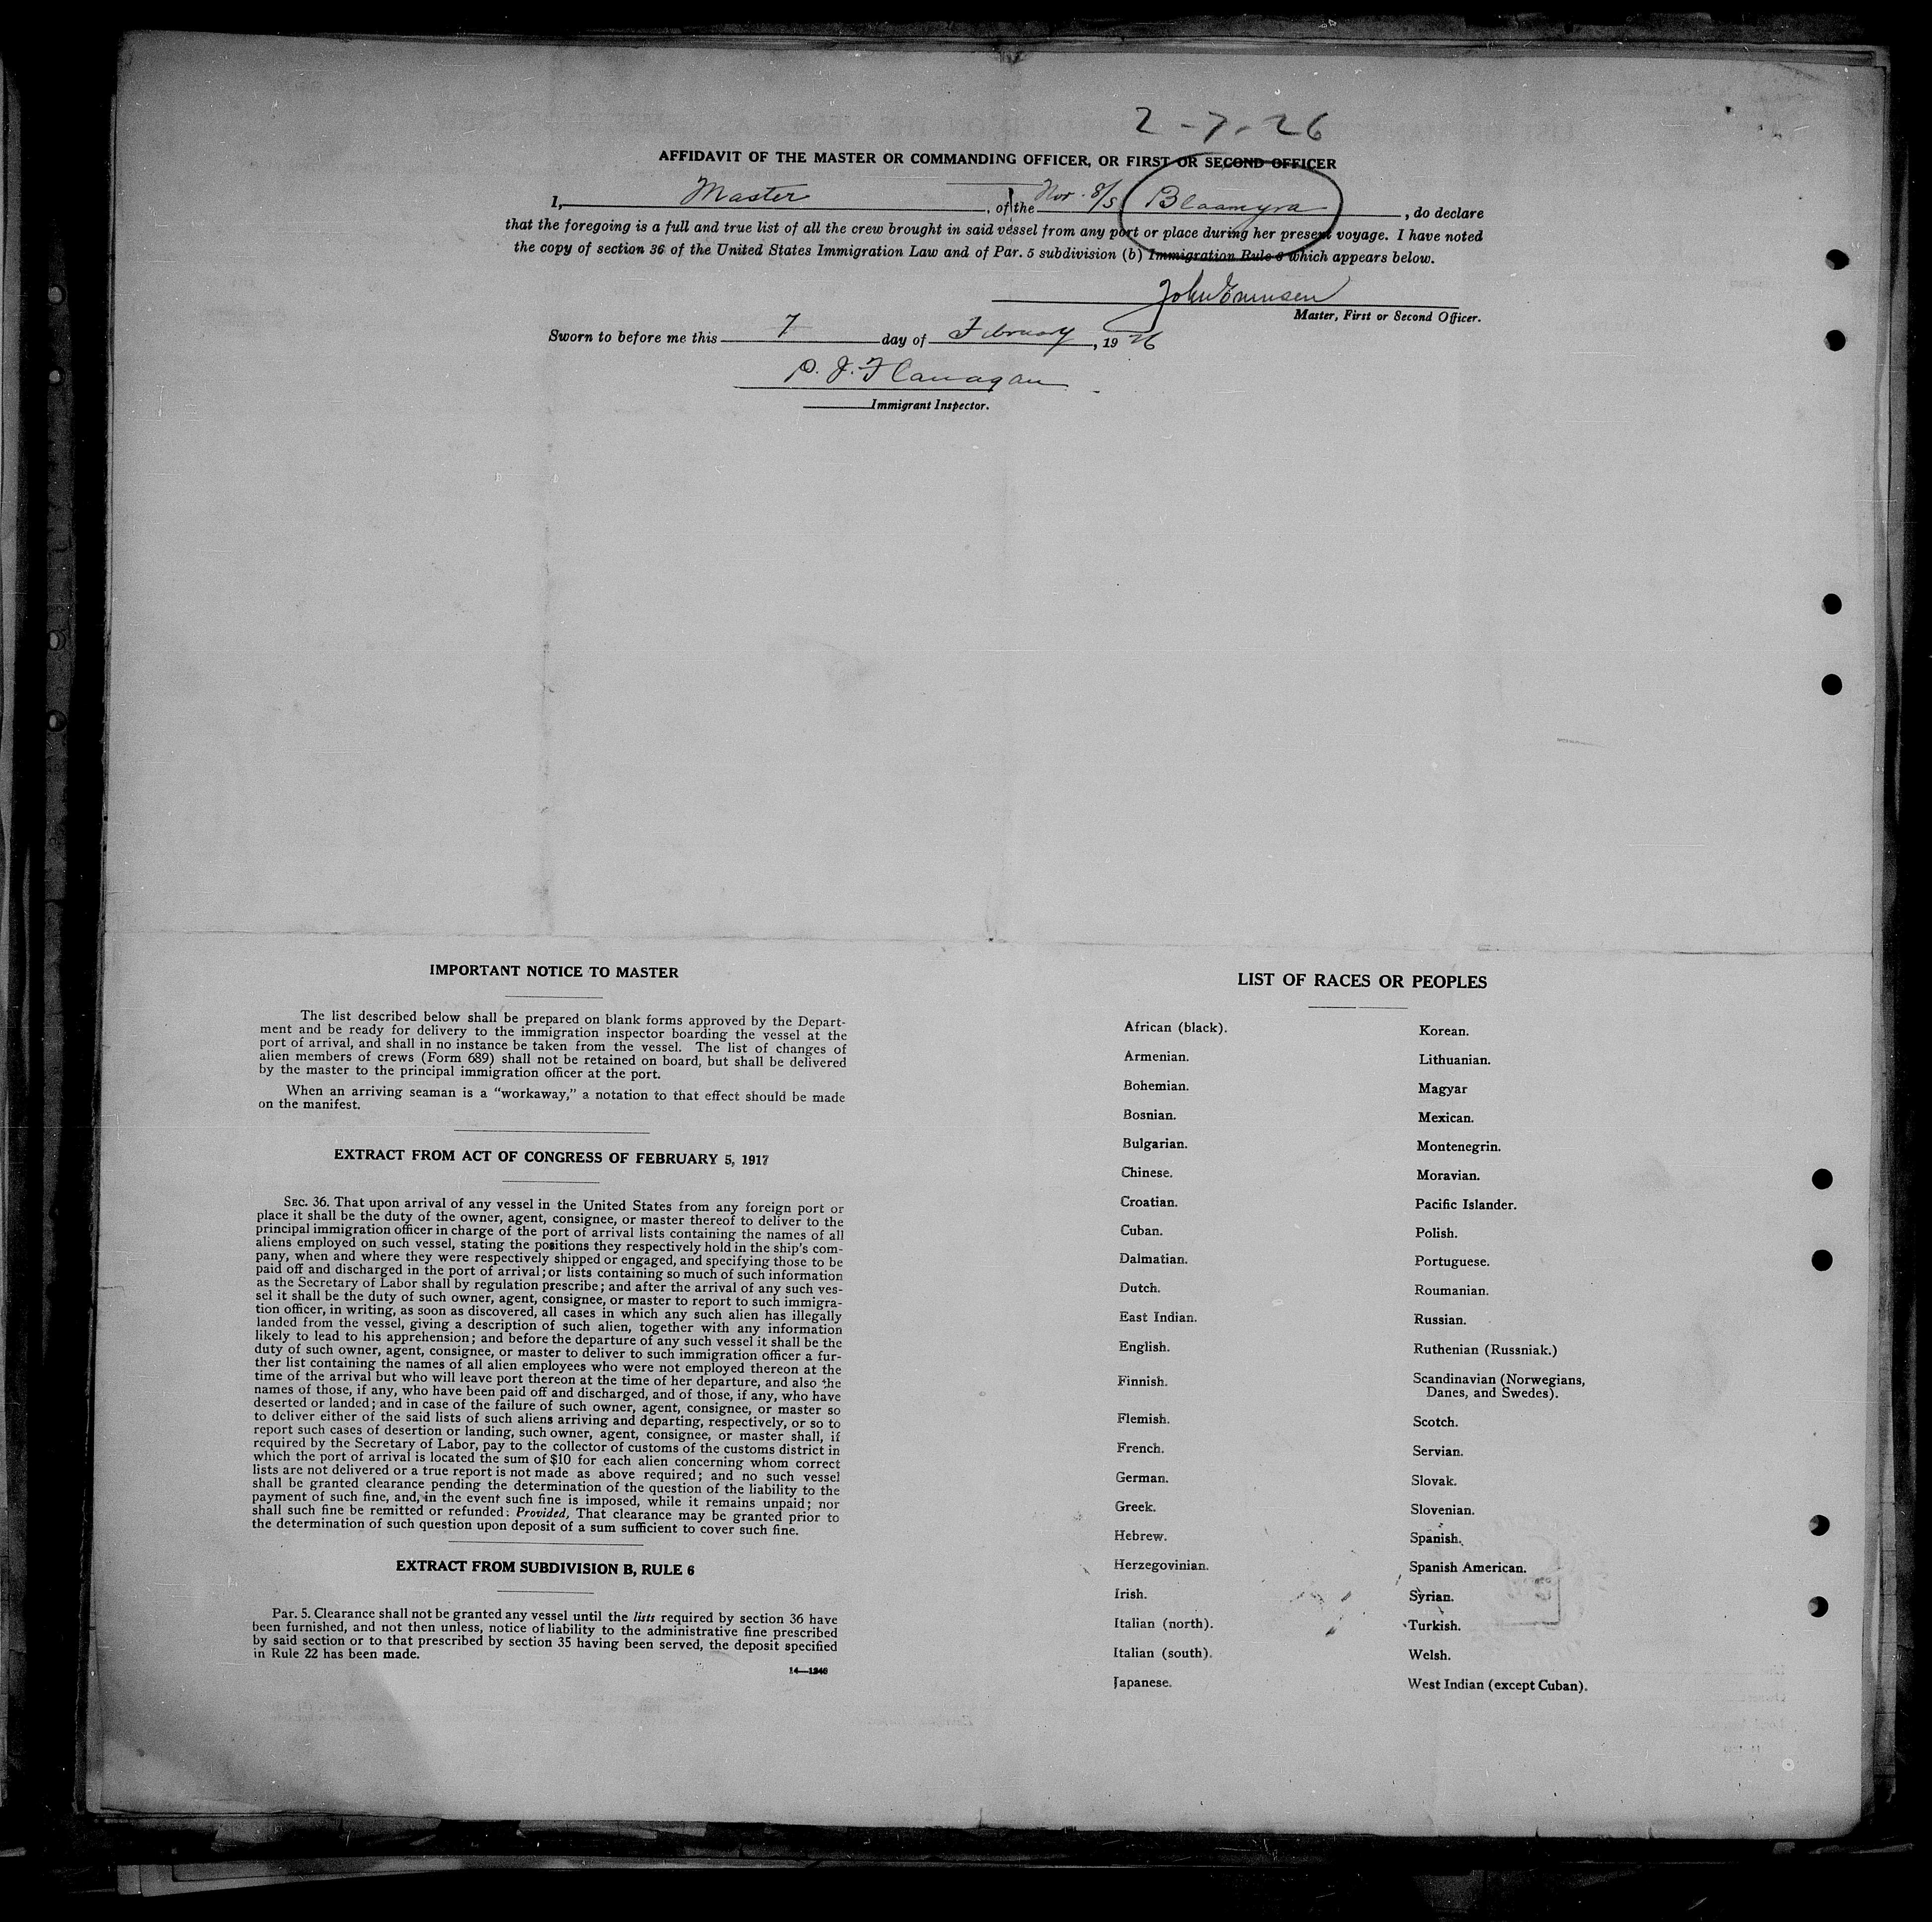 2-7-26
AFFIDAVIT OF THE MASTER OR COMMANDING OFFICER, OR FIRST OR SECOND OFFICER
I, Master, of the Nor. S/S Blaamyra, do declare
that the foregoing is a full and true list of all the crew brought in said vessel from any port or place during her present voyage. I have noted
the copy of section 36 of the United States Immigration Law and of Par. 5 subdivision (b) Immigration Rule 6 which appears below.
John
Master, First or Second Officer.
Sworn to before me this 7 day of February, 1926
P. J. Flanagan
Immigrant Inspector.
IMPORTANT NOTICE TO MASTER
The list described below shall be prepared on blank forms approved by the Depart-
ment and be ready for delivery to the immigration inspector boarding the vessel at the
port of arrival, and shall in no instance be taken from the vessel. The list of changes of
alien members of crews (Form 689) shall not be retained on board, but shall be delivered
by the master to the principal immigration officer at the port.
When an arriving seaman is a "workaway," a notation to that effect should be made
on the manifest.
EXTRACT FROM ACT OF CONGRESS OF FEBRUARY 5, 1917
SEC. 36. That upon arrival of any vessel in the United States from any foreign port or
place it shall be the duty of the owner, agent, consignee, or master thereof to deliver to the
principal immigration officer in charge of the port of arrival lists containing the names of all
aliens employed on such vessel, stating the positions they respectively hold in the ship's com-
pany, when and where they were respectively shipped or engaged, and specifying those to be
paid off and discharged in the port of arrival; or lists containing so much of such information
as the Secretary of Labor shall by regulation prescribe; and after the arrival of any such ves-
sel it shall be the duty of such owner, agent, consignee, or master to report to such immigra-
tion officer, in writing, as soon as discovered, all cases in which any such alien has illegally
landed from the vessel, giving a description of such alien, together with any information
likely to lead to his apprehension; and before the departure of any such vessel it shall be the
duty of such owner, agent, consignee, or master to deliver to such immigration officer a fur-
ther list containing the names of all alien employees who were not employed thereon at the
time of the arrival but who will leave port thereon at the time of her departure, and also the
names of those, if any, who have been paid off and discharged, and of those, if any, who have
deserted or landed; and in case of the failure of such owner, agent, consignee, or master so
to deliver either of the said lists of such aliens arriving and departing, respectively, or so to
report such cases of desertion or landing, such owner, agent, consignee, or master shall, if
required by the Secretary of Labor, pay to the collector of customs of the customs district in
which the port of arrival is located the sum of $10 for each alien concerning whom correct
lists are not delivered or a true report is not made as above required; and no such vessel
shall be granted clearance pending the determination of the question of the liability to the
payment of such fine, and, in the event such fine is imposed, while it remains unpaid; nor
shall such fine be remitted or refunded: Provided, That clearance may be granted prior to
the determination of such question upon deposit of a sum sufficient to cover such fine.
EXTRACT FROM SUBDIVISION B, RULE 6
Par. 5. Clearance shall not be granted any vessel until the lists required by section 36 have
been furnished, and not then unless, notice of liability to the administrative fine prescribed
by said section or to that prescribed by section 35 having been served, the deposit specified
in Rule 22 has been made.
14—1246
LIST OF RACES OR PEOPLES
African (black).
Armenian.
Bohemian.
Bosnian.
Bulgarian.
Chinese.
Croatian.
Cuban.
Dalmatian.
Dutch.
East Indian.
English.
Finnish.
Flemish.
French.
German.
Greek.
Hebrew.
Herzegovinian.
Irish.
Italian (north).
Italian (south).
Japanese.
Korean.
Lithuanian.
Magyar
Mexican.
Montenegrin.
Moravian.
Pacific Islander.
Polish.
Portuguese.
Roumanian.
Russian.
Ruthenian (Russniak.)
Scandinavian (Norwegians,
Danes, and Swedes).
Scotch.
Servian.
Slovak.
Slovenian.
Spanish.
Spanish American.
Syrian.
Turkish.
Welsh.
West Indian (except Cuban).